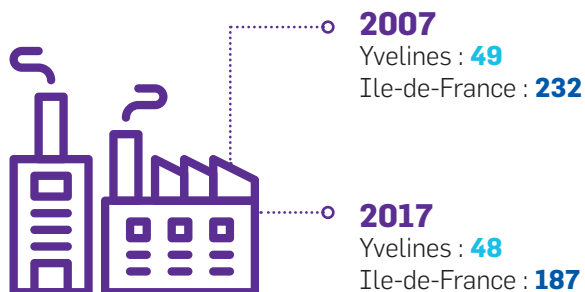 2007
Yvelines : 49
Ile-de-France : 232
2017
Yvelines : 48
Ile-de-France : 187